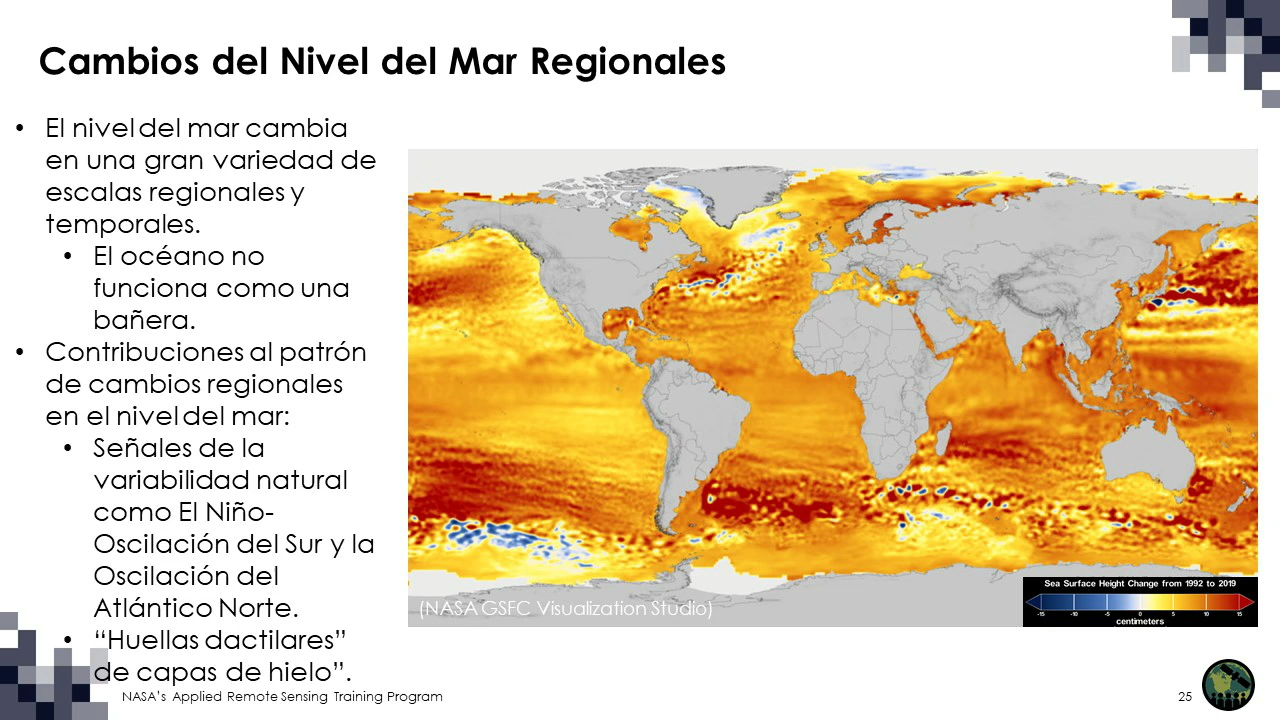 Cambios del Nivel del Mar Regionales
• El nivel del mar cambia
en una gran variedad de
escalas regionales y
temporales.
• El océano no
funciona como una
bañera.
• Contribuciones al patrón
de cambios regionales
en el nivel del mar:
• Señales de la
variabilidad natural
como El Niño-
Oscilación del Sur y la
Oscilación del
Atlántico Norte.
• “Huellas dactilares”
de capas de hielo”.
(NASA GSFC Visualization Studio)
Sea Surface Height Change from 1992 to 2019
-15 -10 -5 0 5 10 15
centimeters
NASA’s Applied Remote Sensing Training Program
25